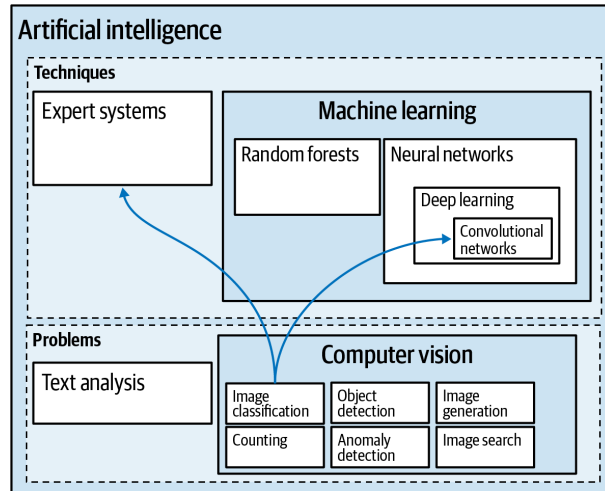 Artificial intelligence
Techniques
Expert systems
Machine learning
Random forests
Neural networks
Deep learning
Convolutional
networks
Problems
Text analysis
Computer vision
Image
classification
Object
detection
Image
generation
Counting
Anomaly
detection
Image search